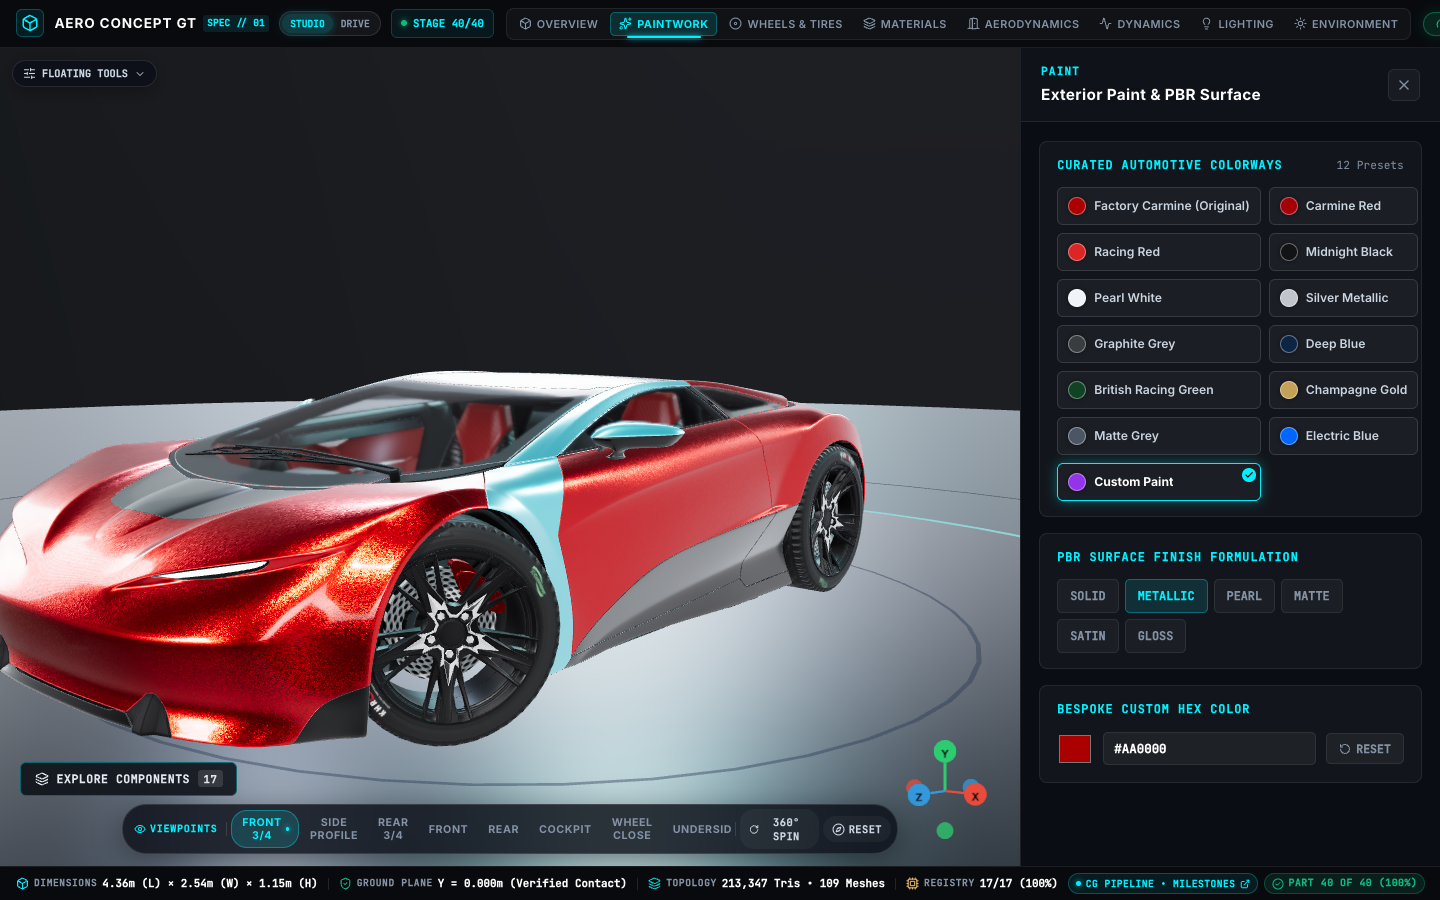 AERO CONCEPT GT SPEC // 01 STUDIO DRIVE STAGE 40/40 OVERVIEW PAINTWORK WHEELS & TIRES MATERIALS AERODYNAMICS DYNAMICS LIGHTING ENVIRONMENT
FLOATING TOOLS
PAINT
Exterior Paint & PBR Surface
CURATED AUTOMOTIVE COLORWAYS 12 Presets
Factory Carmine (Original) Carmine Red
Racing Red Midnight Black
Pearl White Silver Metallic
Graphite Grey Deep Blue
British Racing Green Champagne Gold
Matte Grey Electric Blue
Custom Paint
PBR SURFACE FINISH FORMULATION
SOLID METALLIC PEARL MATTE
SATIN GLOSS
BESPOKE CUSTOM HEX COLOR
#AA0000 RESET
EXPLORE COMPONENTS 17
Y
Z X
VIEWPOINTS FRONT 3/4 SIDE PROFILE REAR 3/4 FRONT REAR COCKPIT WHEEL CLOSE UNDERSID 360° SPIN RESET
DIMENSIONS 4.36m (L) × 2.54m (W) × 1.15m (H) GROUND PLANE Y = 0.000m (Verified Contact) TOPOLOGY 213,347 Tris • 109 Meshes REGISTRY 17/17 (100%) CG PIPELINE • MILESTONES PART 40 OF 40 (100%)